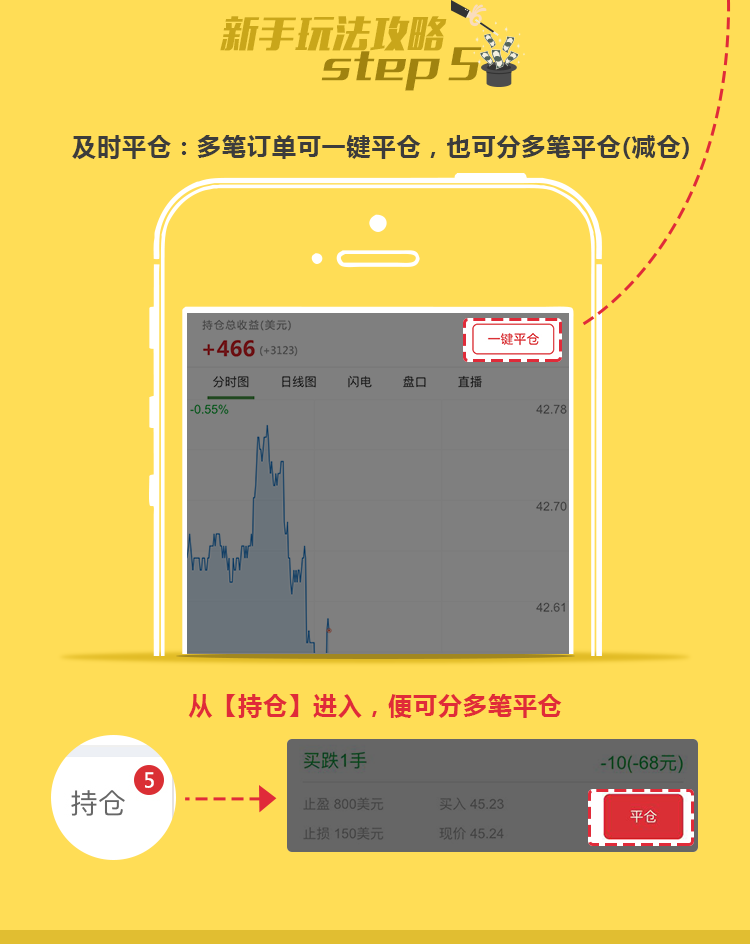 新手玩法攻略
step 5
及时平仓：多笔订单可一键平仓，也可分多笔平仓(减仓)
持仓总收益(美元)
+466 (+3123)
一键平仓
分时图 日线图 闪电 盘口 直播
-0.55%
42.78
42.70
42.61
从【持仓】进入，便可分多笔平仓
持仓
5
买跌1手
-10(-68元)
止盈 800美元
买入 45.23
止损 150美元
现价 45.24
平仓